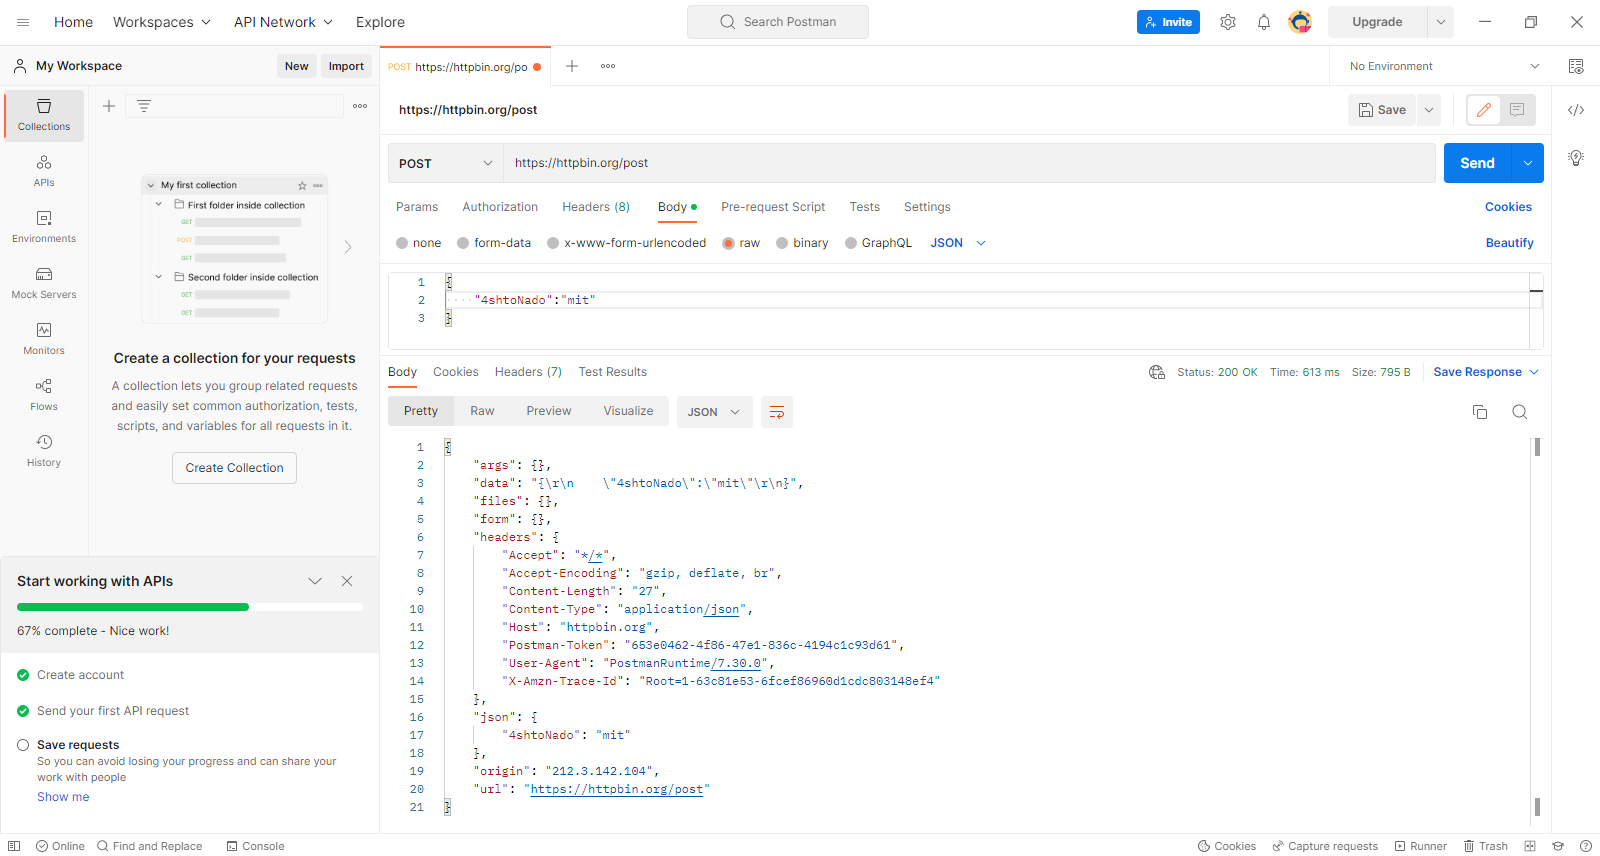 Home Workspaces API Network Explore Search Postman Invite Upgrade
My Workspace New Import POST https://httpbin.org/po No Environment
Collections
APIs
Environments
Mock Servers
Monitors
Flows
History
My first collection
First folder inside collection
GET
POST
GET
Second folder inside collection
GET
GET
Create a collection for your requests
A collection lets you group related requests
and easily set common authorization, tests,
scripts, and variables for all requests in it.
Create Collection
Start working with APIs
67% complete - Nice work!
Create account
Send your first API request
Save requests
So you can avoid losing your progress and can share your
work with people
Show me
https://httpbin.org/post Save
POST https://httpbin.org/post Send
Params Authorization Headers (8) Body Pre-request Script Tests Settings Cookies
none form-data x-www-form-urlencoded raw binary GraphQL JSON Beautify
1 {
2 "4shtoNado":"mit"
3 }
Body Cookies Headers (7) Test Results Status: 200 OK Time: 613 ms Size: 795 B Save Response
Pretty Raw Preview Visualize JSON
1 {
2 "args": {},
3 "data": "{\r\n    \"4shtoNado\":\"mit\"\r\n}",
4 "files": {},
5 "form": {},
6 "headers": {
7 "Accept": "*/*",
8 "Accept-Encoding": "gzip, deflate, br",
9 "Content-Length": "27",
10 "Content-Type": "application/json",
11 "Host": "httpbin.org",
12 "Postman-Token": "653e0462-4f86-47e1-836c-4194c1c93d61",
13 "User-Agent": "PostmanRuntime/7.30.0",
14 "X-Amzn-Trace-Id": "Root=1-63c81e53-6fcef86960d1cdc803148ef4"
15 },
16 "json": {
17 "4shtoNado": "mit"
18 },
19 "origin": "212.3.142.104",
20 "url": "https://httpbin.org/post"
21 }
Online Find and Replace Console Cookies Capture requests Runner Trash